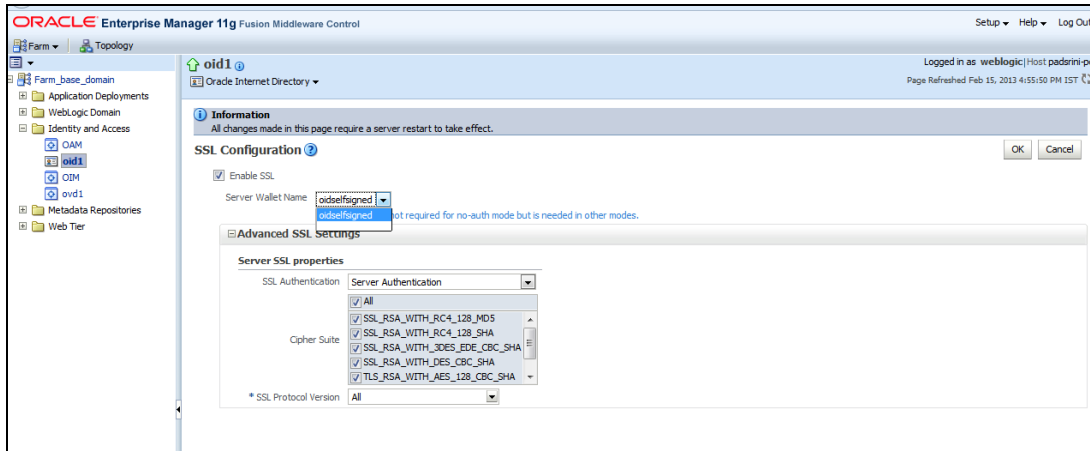 ORACLE Enterprise Manager 11g Fusion Middleware Control
Setup Help Log Out
Farm Topology
Farm_base_domain
Application Deployments
WebLogic Domain
Identity and Access
OAM
oid1
OIM
ovd1
Metadata Repositories
Web Tier
oid1
Oracle Internet Directory
Logged in as weblogic|Host
Page Refreshed Feb 15, 2013 4:55:50 PM IST
Information
All changes made in this page require a server restart to take effect.
SSL Configuration
OK Cancel
Enable SSL
Server Wallet Name oidselfsigned
oidselfsigned
not required for no-auth mode but is needed in other modes.
Advanced SSL Settings
Server SSL properties
SSL Authentication Server Authentication
All
SSL_RSA_WITH_RC4_128_MD5
SSL_RSA_WITH_RC4_128_SHA
Cipher Suite
SSL_RSA_WITH_3DES_EDE_CBC_SHA
SSL_RSA_WITH_DES_CBC_SHA
TLS_RSA_WITH_AES_128_CBC_SHA
* SSL Protocol Version All